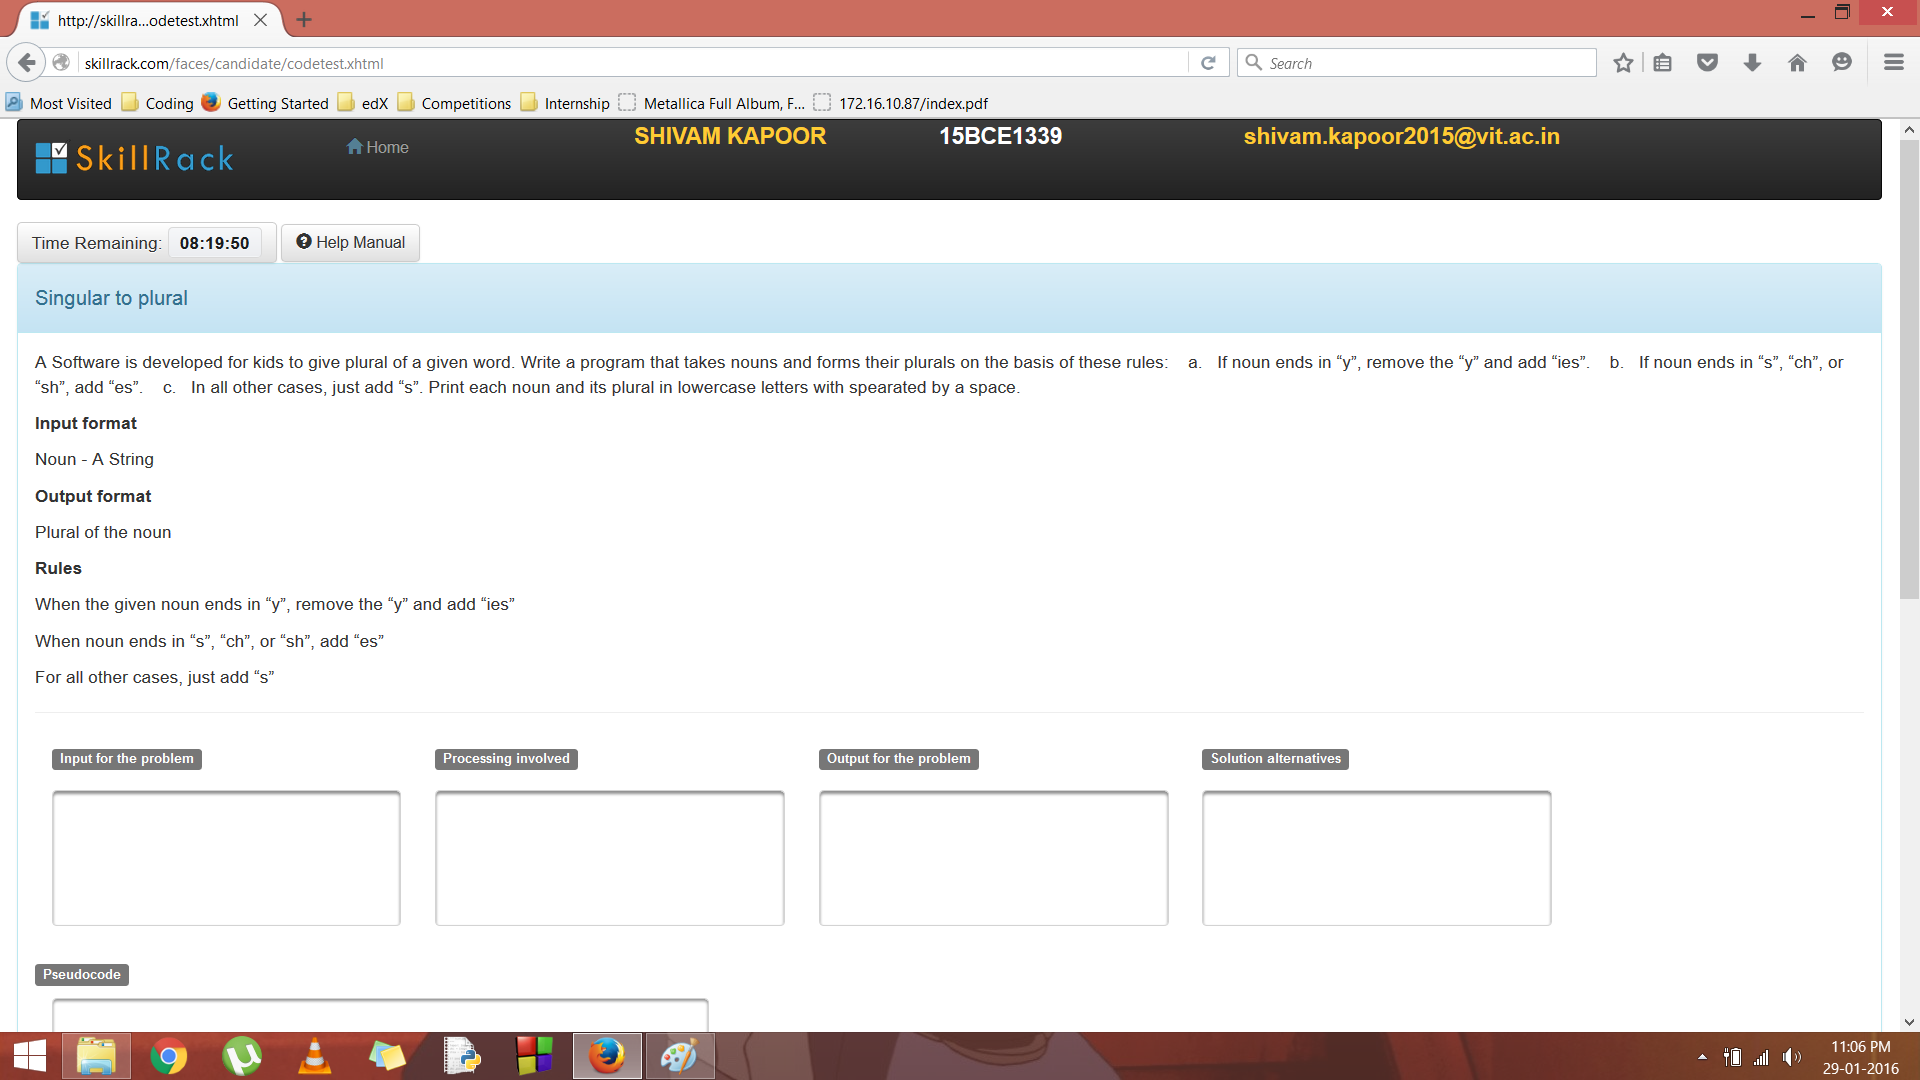 http://skillra...odetest.xhtml
skillrack.com/faces/candidate/codetest.xhtml
Search
Most Visited Coding Getting Started edX Competitions Internship Metallica Full Album, F... 172.16.10.87/index.pdf
SkillRack Home SHIVAM KAPOOR 15BCE1339 shivam.kapoor2015@vit.ac.in
Time Remaining: 08:19:50 Help Manual
Singular to plural
A Software is developed for kids to give plural of a given word. Write a program that takes nouns and forms their plurals on the basis of these rules: a. If noun ends in “y”, remove the “y” and add “ies”. b. If noun ends in “s”, “ch”, or
“sh”, add “es”. c. In all other cases, just add “s”. Print each noun and its plural in lowercase letters with spearated by a space.
Input format
Noun - A String
Output format
Plural of the noun
Rules
When the given noun ends in “y”, remove the “y” and add “ies”
When noun ends in “s”, “ch”, or “sh”, add “es”
For all other cases, just add “s”
Input for the problem Processing involved Output for the problem Solution alternatives
Pseudocode
11:06 PM
29-01-2016